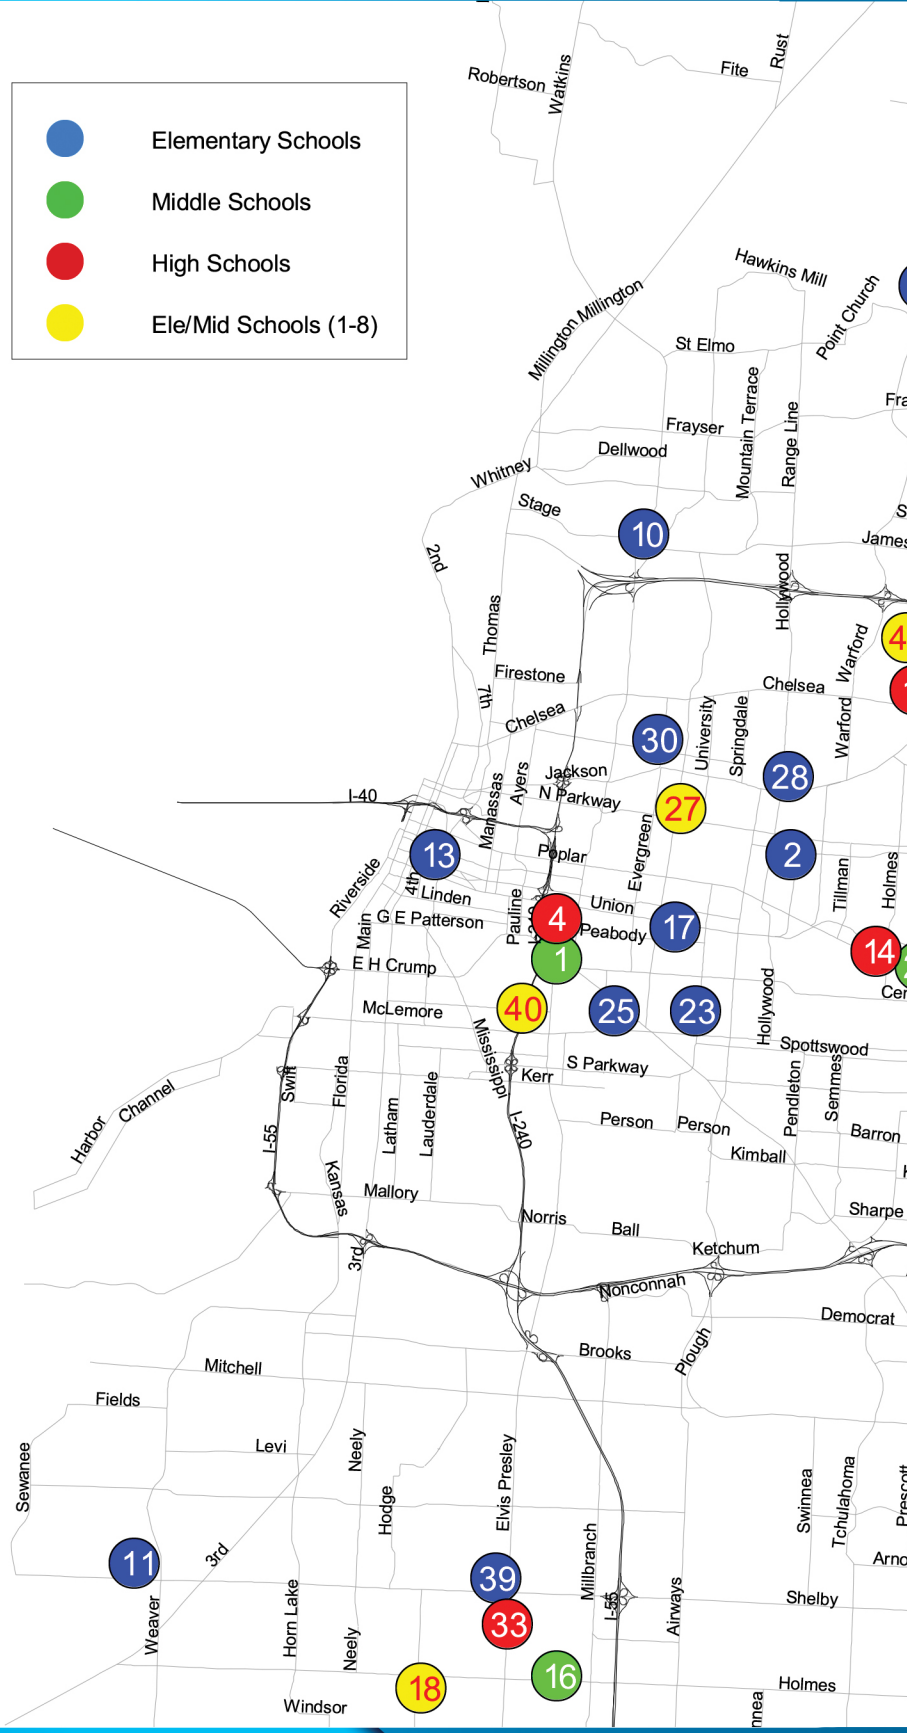 Rust
Fite
Robertson
Watkins
Elementary Schools
Middle Schools
High Schools
Ele/Mid Schools (1-8)
Hawkins Mill
Point Church
Millington Millington
St Elmo
Mountain Terrace
Range Line
Frayser
Dellwood
Whitney
Stage
10
2nd
Hollywood
Thomas
Warford
Firestone
7th
Chelsea
Chelsea
University
Springdale
Warford
30
28
Jackson
Ayers
Manassas
N Parkway
I-40
27
Evergreen
13
Poplar
2
Tillman
Holmes
Riverside
4th
Linden
Union
Pauline
4
G E Patterson
Main
Peabody
17
14
1
E H Crump
40
25
23
Hollywood
McLemore
Mississippi
Spottswood
S Parkway
Kerr
Swift
Florida
Latham
Lauderdale
Pendleton
Semmes
Harbor
Channel
I-55
I-240
Person
Person
Barron
Kimball
Kansas
Mallory
Norris
Ball
Sharpe
Ketchum
3rd
Nonconnah
Democrat
Plough
Brooks
Mitchell
Fields
Levi
Neely
Sewanee
Hodge
Elvis Presley
Swinnea
Tchulahoma
Prescott
3rd
Millbranch
11
39
Shelby
I-55
Airways
Weaver
Horn Lake
Neely
33
16
18
Holmes
Windsor